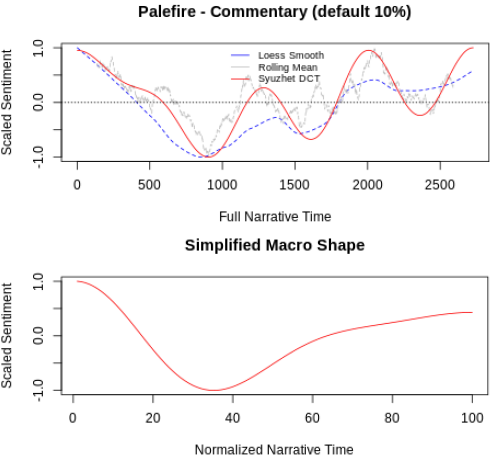 Palefire - Commentary (default 10%)
Scaled Sentiment
1.0
0.0
-1.0
Loess Smooth
Rolling Mean
Syuzhet DCT
0 500 1000 1500 2000 2500
Full Narrative Time
Simplified Macro Shape
Scaled Sentiment
1.0
0.0
-1.0
0 20 40 60 80 100
Normalized Narrative Time